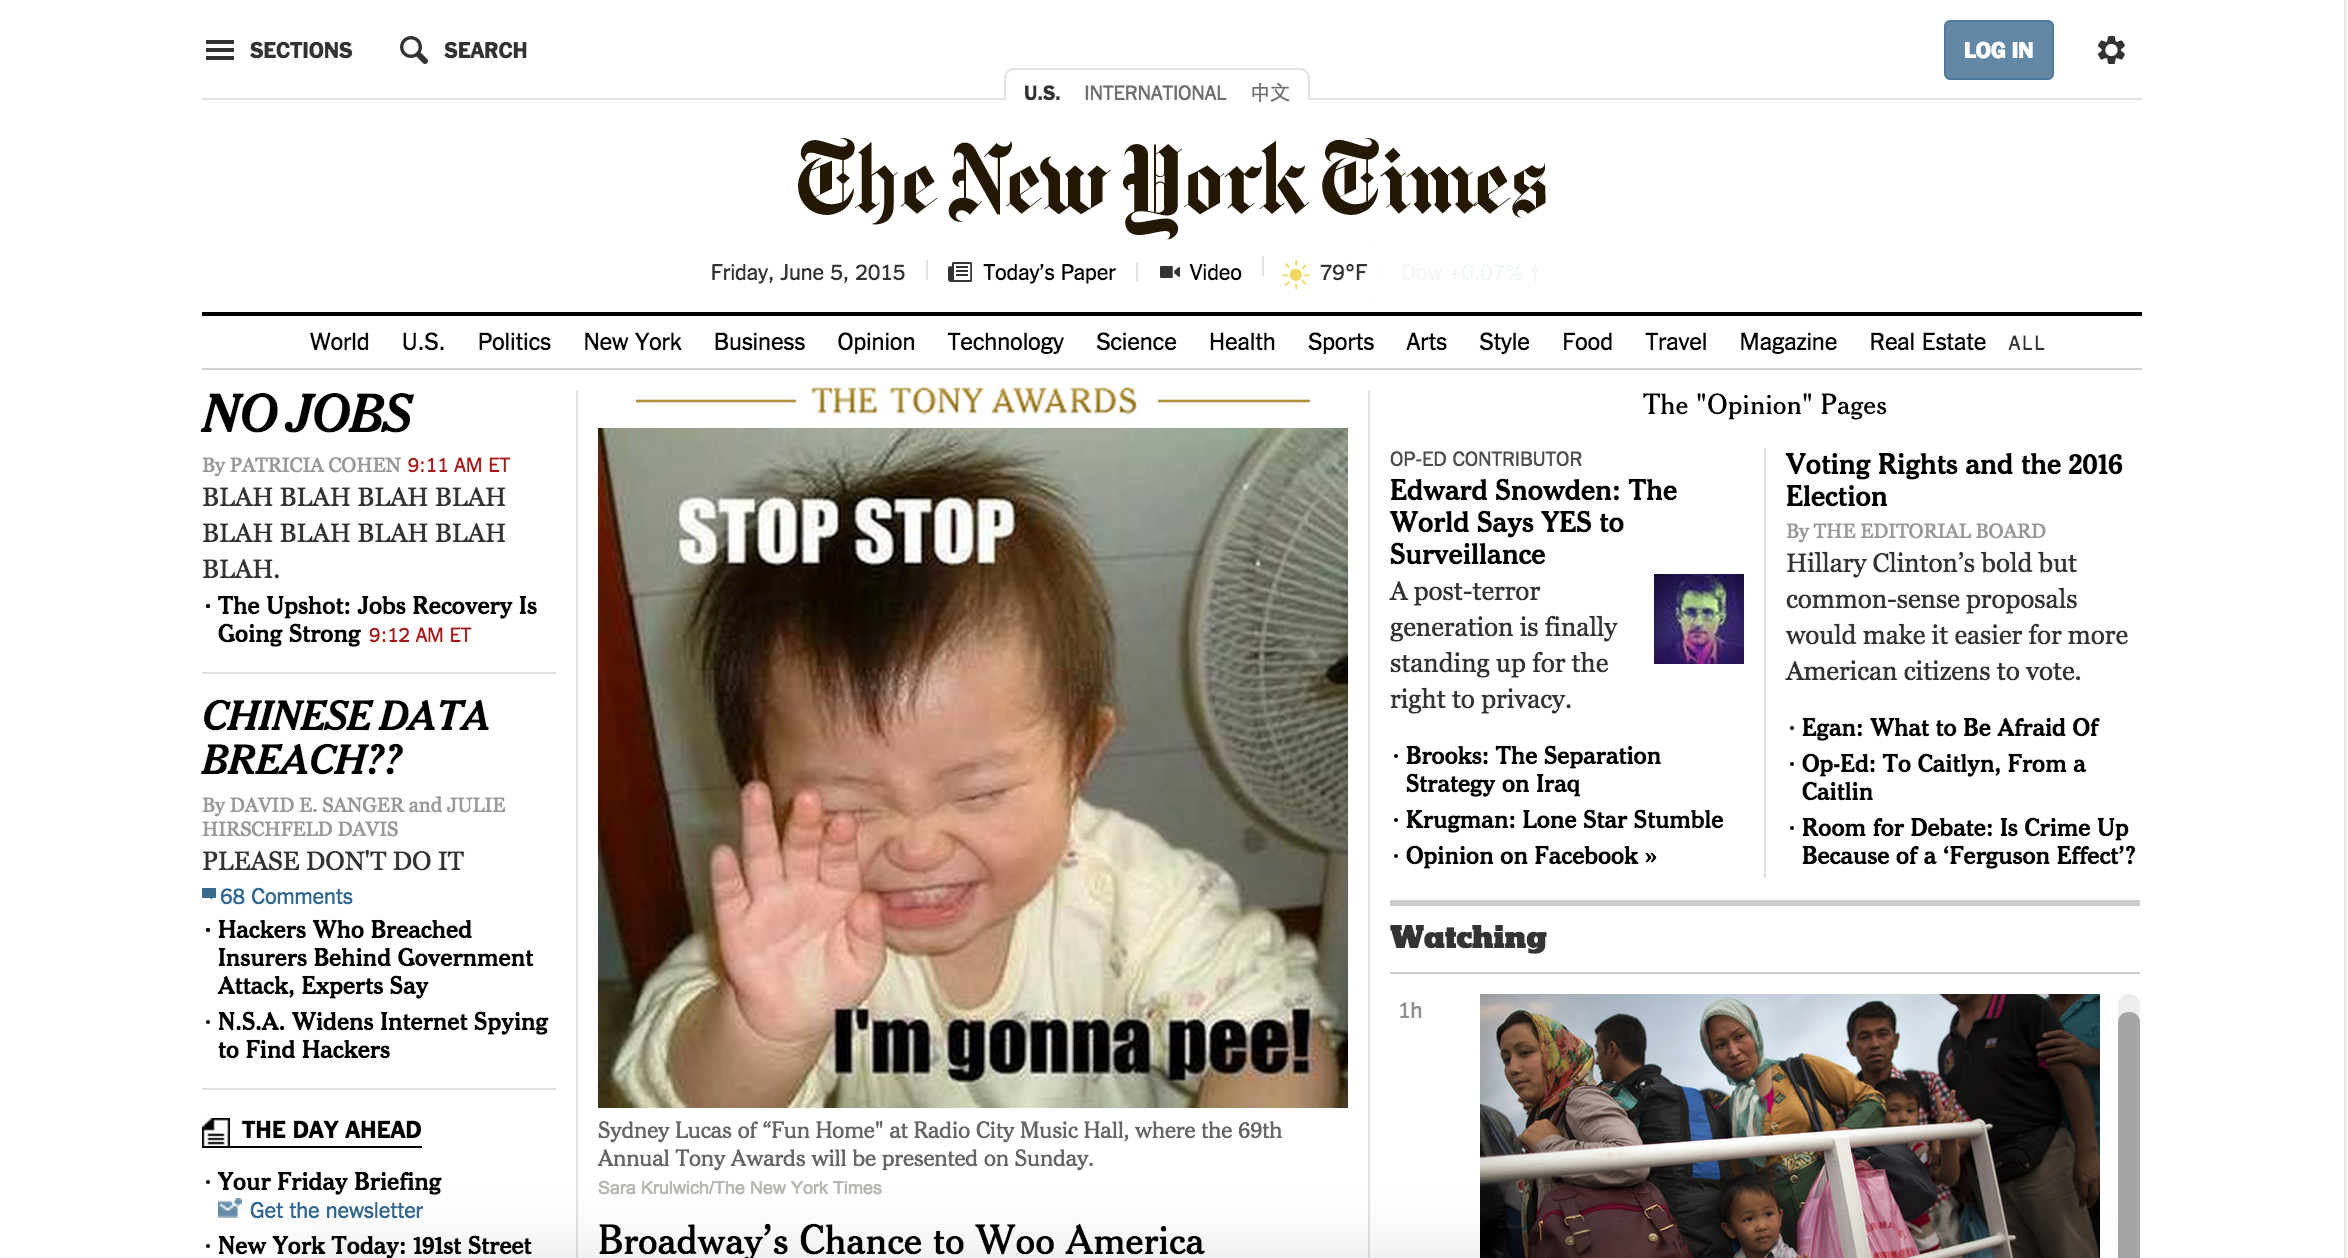 SECTIONS
SEARCH
LOG IN
U.S. INTERNATIONAL 中文
The New York Times
Friday, June 5, 2015
Today's Paper
Video
79°F
Dow +0.07% ↑
World U.S. Politics New York Business Opinion Technology Science Health Sports Arts Style Food Travel Magazine Real Estate ALL
NO JOBS
By PATRICIA COHEN 9:11 AM ET
BLAH BLAH BLAH BLAH
BLAH BLAH BLAH BLAH
BLAH.
· The Upshot: Jobs Recovery Is
Going Strong 9:12 AM ET
CHINESE DATA
BREACH??
By DAVID E. SANGER and JULIE
HIRSCHFELD DAVIS
PLEASE DON'T DO IT
68 Comments
· Hackers Who Breached
Insurers Behind Government
Attack, Experts Say
· N.S.A. Widens Internet Spying
to Find Hackers
THE DAY AHEAD
· Your Friday Briefing
Get the newsletter
· New York Today: 191st Street
THE TONY AWARDS
STOP STOP
I'm gonna pee!
Sydney Lucas of “Fun Home" at Radio City Music Hall, where the 69th
Annual Tony Awards will be presented on Sunday.
Sara Krulwich/The New York Times
Broadway’s Chance to Woo America
The "Opinion" Pages
OP-ED CONTRIBUTOR
Edward Snowden: The
World Says YES to
Surveillance
A post-terror
generation is finally
standing up for the
right to privacy.
· Brooks: The Separation
Strategy on Iraq
· Krugman: Lone Star Stumble
· Opinion on Facebook »
Voting Rights and the 2016
Election
By THE EDITORIAL BOARD
Hillary Clinton’s bold but
common-sense proposals
would make it easier for more
American citizens to vote.
· Egan: What to Be Afraid Of
· Op-Ed: To Caitlyn, From a
Caitlin
· Room for Debate: Is Crime Up
Because of a ‘Ferguson Effect’?
Watching
1h